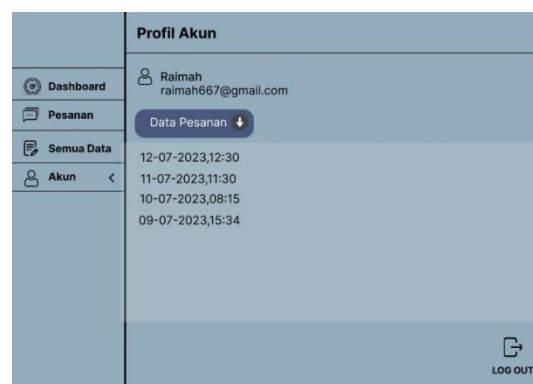 Profil Akun
Dashboard
Pesanan
Semua Data
Akun
Raimah
raimah667@gmail.com
Data Pesanan
12-07-2023,12:30
11-07-2023,11:30
10-07-2023,08:15
09-07-2023,15:34
LOG OUT